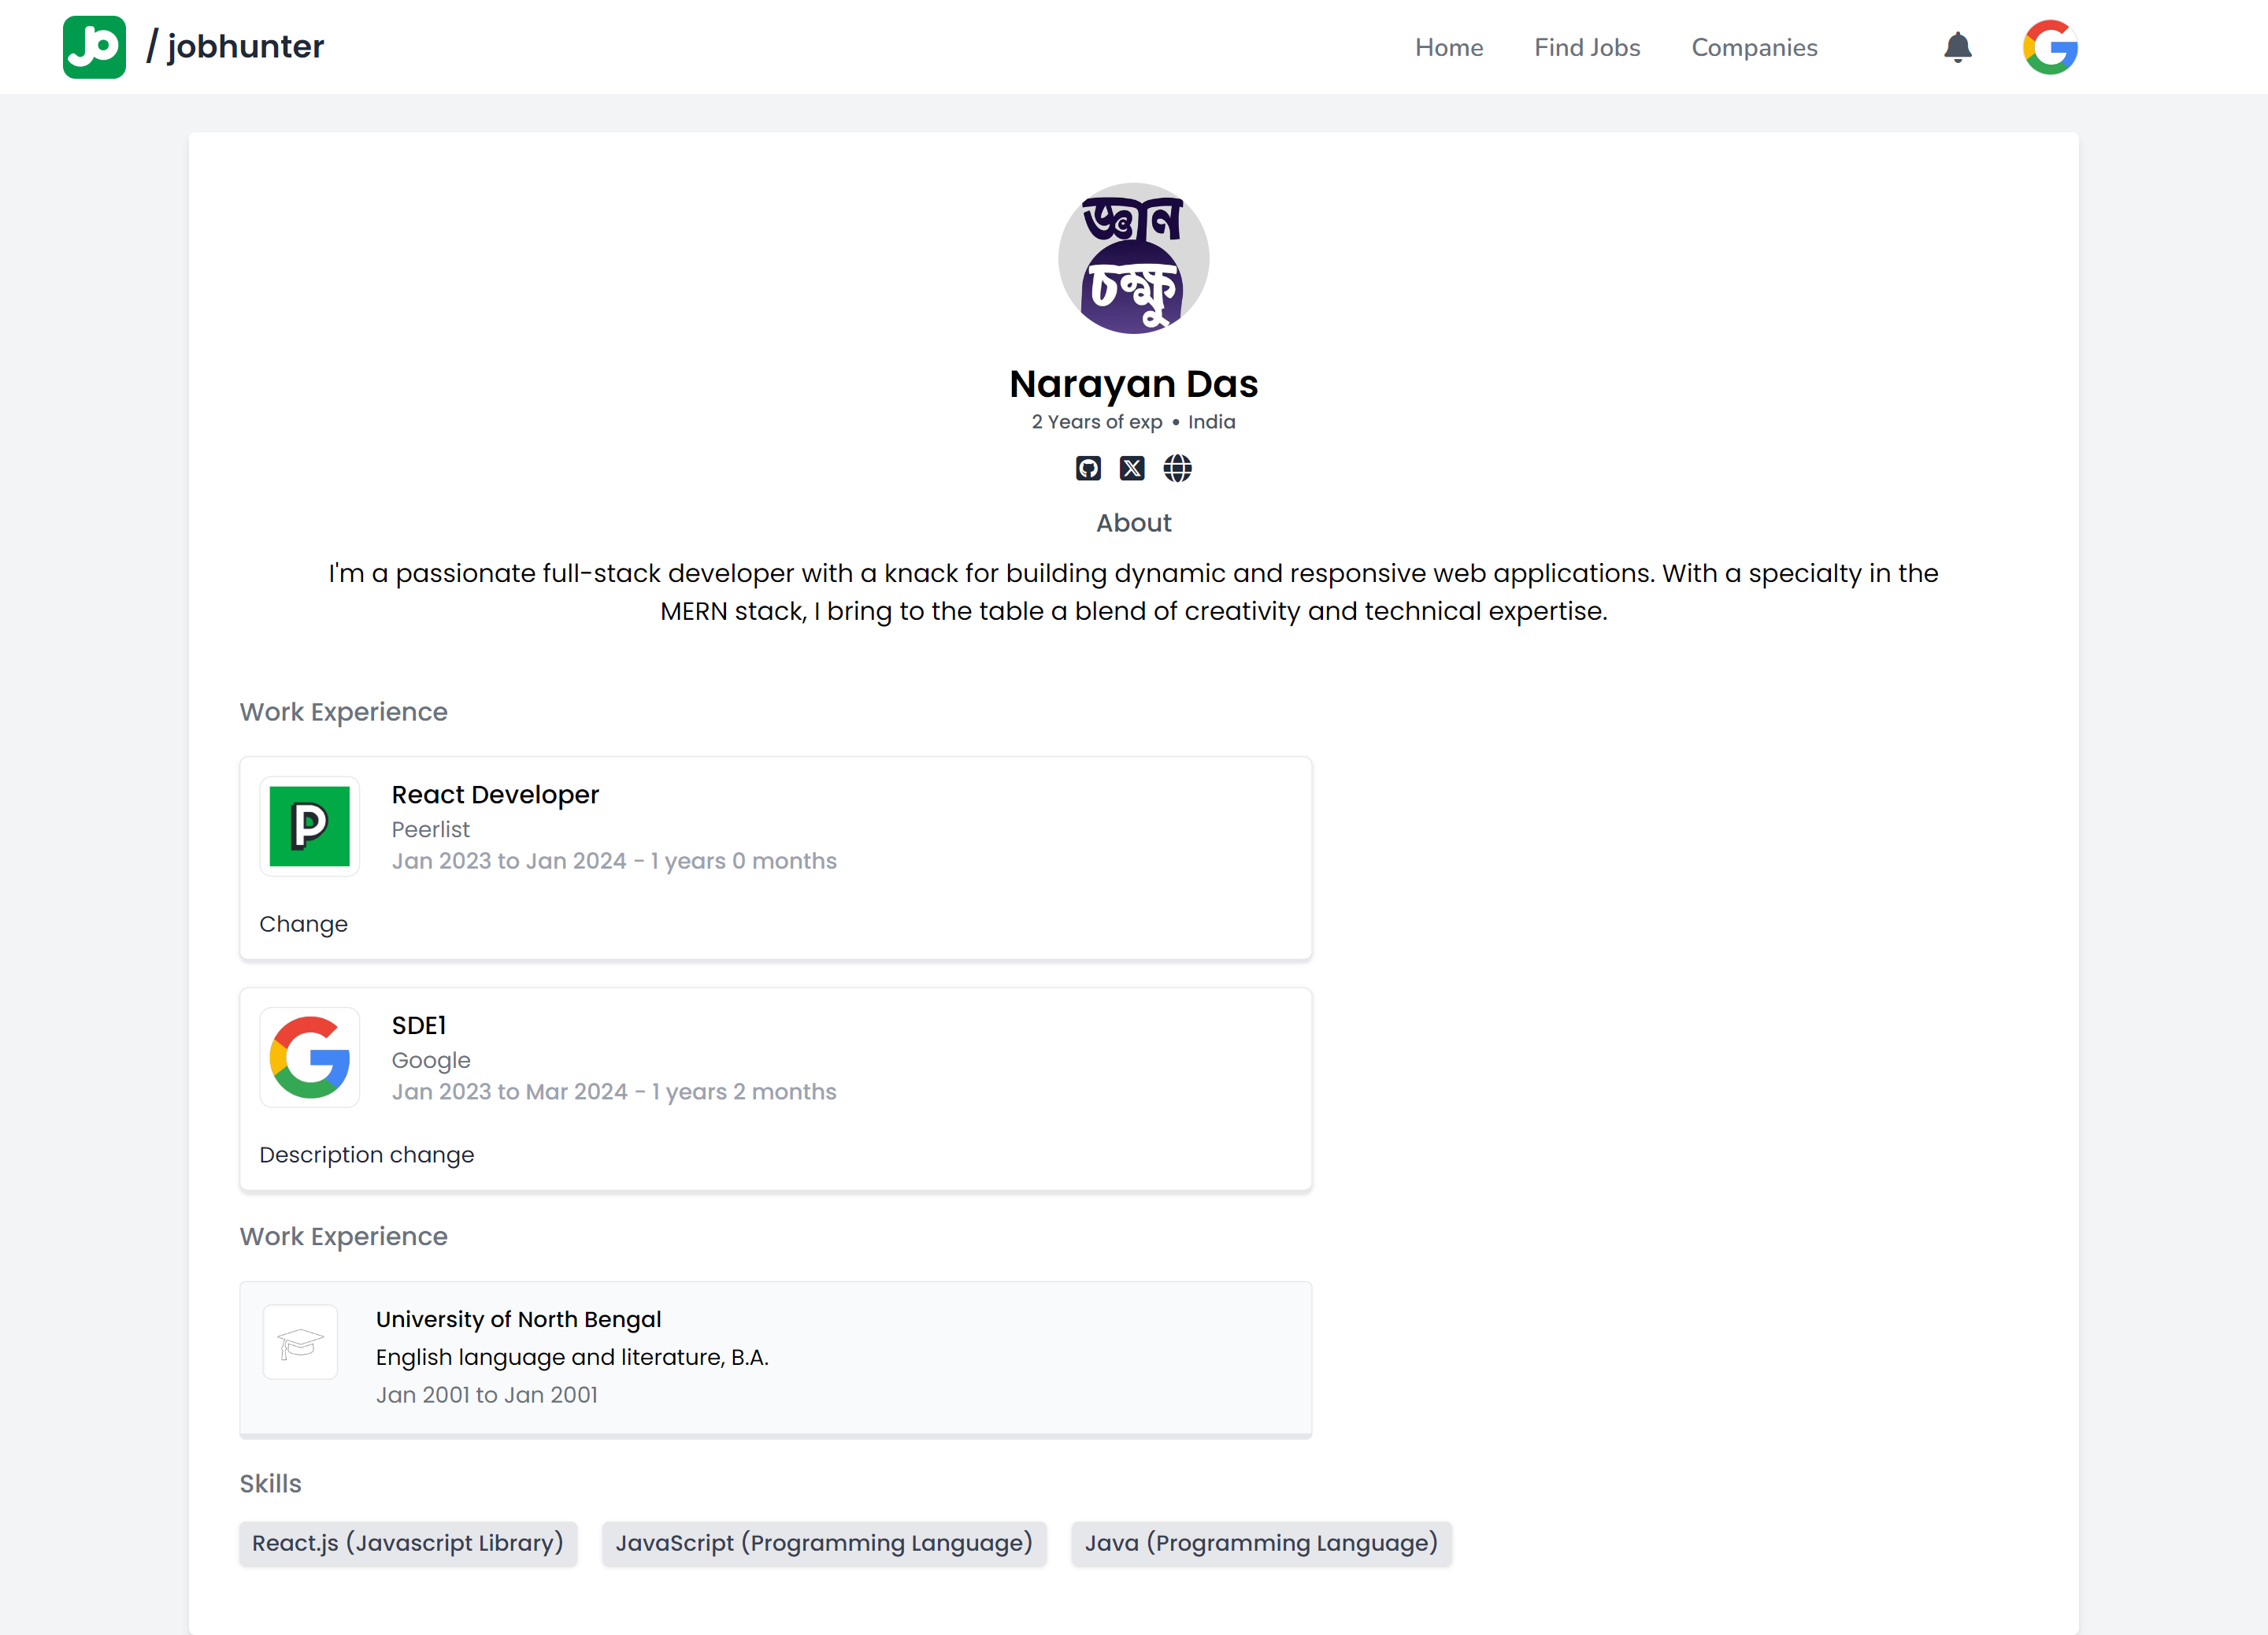 jo / jobhunter
Home Find Jobs Companies
জ্ঞান
চক্ষু
Narayan Das
2 Years of exp • India
About
I'm a passionate full-stack developer with a knack for building dynamic and responsive web applications. With a specialty in the
MERN stack, I bring to the table a blend of creativity and technical expertise.
Work Experience
React Developer
Peerlist
Jan 2023 to Jan 2024 - 1 years 0 months
Change
SDE1
Google
Jan 2023 to Mar 2024 - 1 years 2 months
Description change
Work Experience
University of North Bengal
English language and literature, B.A.
Jan 2001 to Jan 2001
Skills
React.js (Javascript Library) JavaScript (Programming Language) Java (Programming Language)